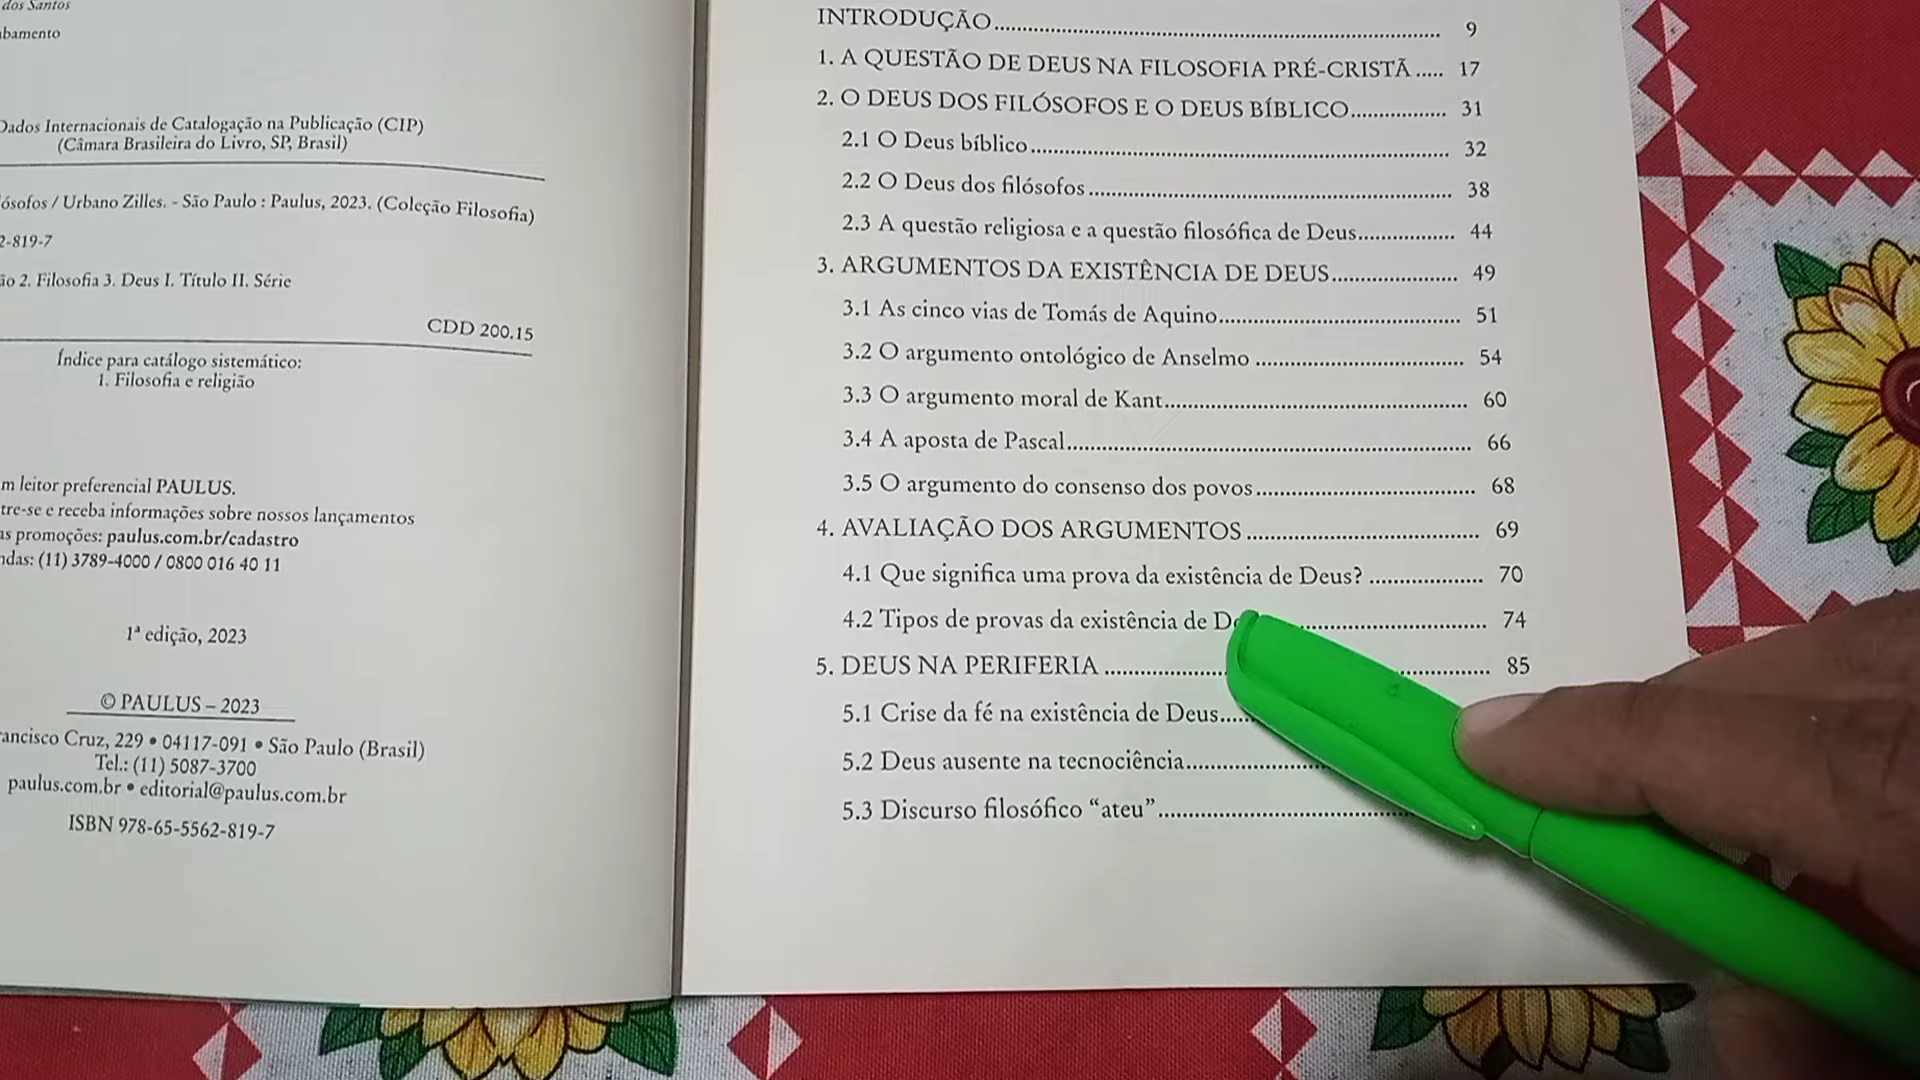 dos Santos
Dados Internacionais de Catalogação na Publicação (CIP)
(Câmara Brasileira do Livro, SP, Brasil)
/ Urbano Zilles. - São Paulo : Paulus, 2023. (Coleção Filosofia)
2-819-7
2. Filosofia 3. Deus I. Título II. Série
CDD 200.15
Índice para catálogo sistemático:
1. Filosofia e religião
leitor preferencial PAULUS.
e receba informações sobre nossos lançamentos
promoções: paulus.com.br/cadastro
(11) 3789-4000 / 0800 016 40 11
1ª edição, 2023
© PAULUS – 2023
Cruz, 229 • 04117-091 • São Paulo (Brasil)
Tel.: (11) 5087-3700
paulus.com.br • editorial@paulus.com.br
ISBN 978-65-5562-819-7
INTRODUÇÃO 9
1. A QUESTÃO DE DEUS NA FILOSOFIA PRÉ-CRISTÃ 17
2. O DEUS DOS FILÓSOFOS E O DEUS BÍBLICO 31
2.1 O Deus bíblico 32
2.2 O Deus dos filósofos 38
2.3 A questão religiosa e a questão filosófica de Deus 44
3. ARGUMENTOS DA EXISTÊNCIA DE DEUS 49
3.1 As cinco vias de Tomás de Aquino 51
3.2 O argumento ontológico de Anselmo 54
3.3 O argumento moral de Kant 60
3.4 A aposta de Pascal 66
3.5 O argumento do consenso dos povos 68
4. AVALIAÇÃO DOS ARGUMENTOS 69
4.1 Que significa uma prova da existência de Deus? 70
4.2 Tipos de provas da existência de 74
5. DEUS NA PERIFERIA 85
5.1 Crise da fé na existência de Deus
5.2 Deus ausente na tecnociência
5.3 Discurso filosófico “ateu”